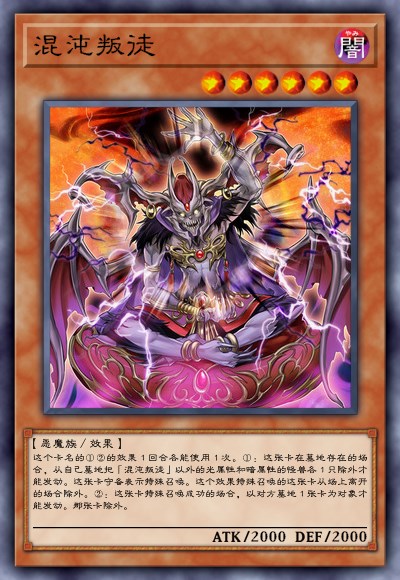 混沌叛徒
やみ
闇
【恶魔族/效果】
这个卡名的①②的效果1回合各能使用1次。①：这张卡在墓地存在的场
合，从自己墓地把「混沌叛徒」以外的光属性和暗属性的怪兽各1只除外才
能发动。这张卡守备表示特殊召唤。这个效果特殊召唤的这张卡从场上离开
的场合除外。②：这张卡特殊召唤成功的场合，以对方墓地1张卡为对象才
能发动。那张卡除外。
ATK/2000 DEF/2000